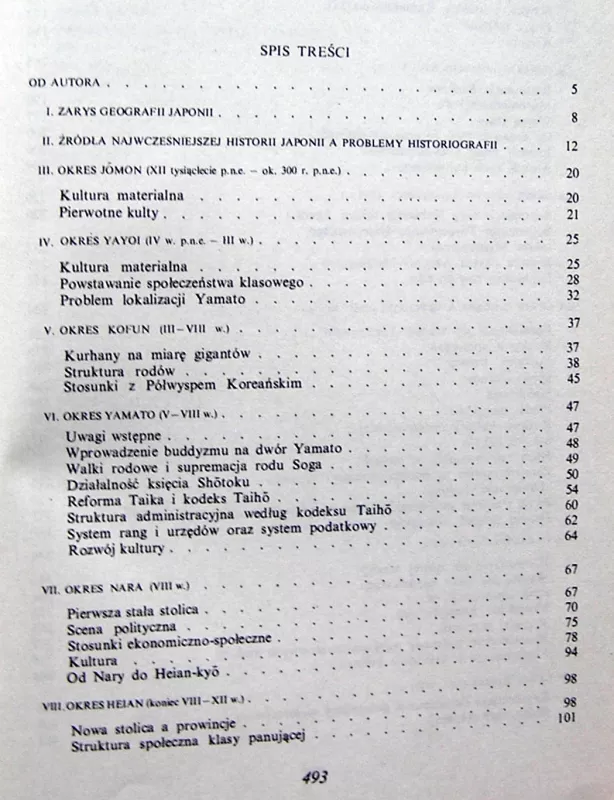 SPIS TREŚCI
OD AUTORA . . . 5
I. ZARYS GEOGRAFII JAPONII . . . 8
II. ŹRÓDŁA NAJWCZEŚNIEJSZEJ HISTORII JAPONII A PROBLEMY HISTORIOGRAFII . . . 12
III. OKRES JŌMON (XII tysiąclecie p.n.e. – ok. 300 r. p.n.e.) . . . 20
Kultura materialna . . . 20
Pierwotne kulty . . . 21
IV. OKRES YAYOI (IV w. p.n.e. – III w.) . . . 25
Kultura materialna . . . 25
Powstawanie społeczeństwa klasowego . . . 28
Problem lokalizacji Yamato . . . 32
V. OKRES KOFUN (III–VIII w.) . . . 37
Kurhany na miarę gigantów . . . 37
Struktura rodów . . . 38
Stosunki z Półwyspem Koreańskim . . . 45
VI. OKRES YAMATO (V–VIII w.) . . . 47
Uwagi wstępne . . . 47
Wprowadzenie buddyzmu na dwór Yamato . . . 48
Walki rodowe i supremacja rodu Soga . . . 49
Działalność księcia Shōtoku . . . 50
Reforma Taika i kodeks Taihō . . . 54
Struktura administracyjna według kodeksu Taihō . . . 60
System rang i urzędów oraz system podatkowy . . . 62
Rozwój kultury . . . 64
VII. OKRES NARA (VIII w.) . . . 67
Pierwsza stała stolica . . . 67
Scena polityczna . . . 70
Stosunki ekonomiczno-społeczne . . . 75
Kultura . . . 78
Od Nary do Heian-kyō . . . 94
VIII. OKRES HEIAN (koniec VIII–XII w.) . . . 98
Nowa stolica a prowincje . . . 98
Struktura społeczna klasy panującej . . . 101
493